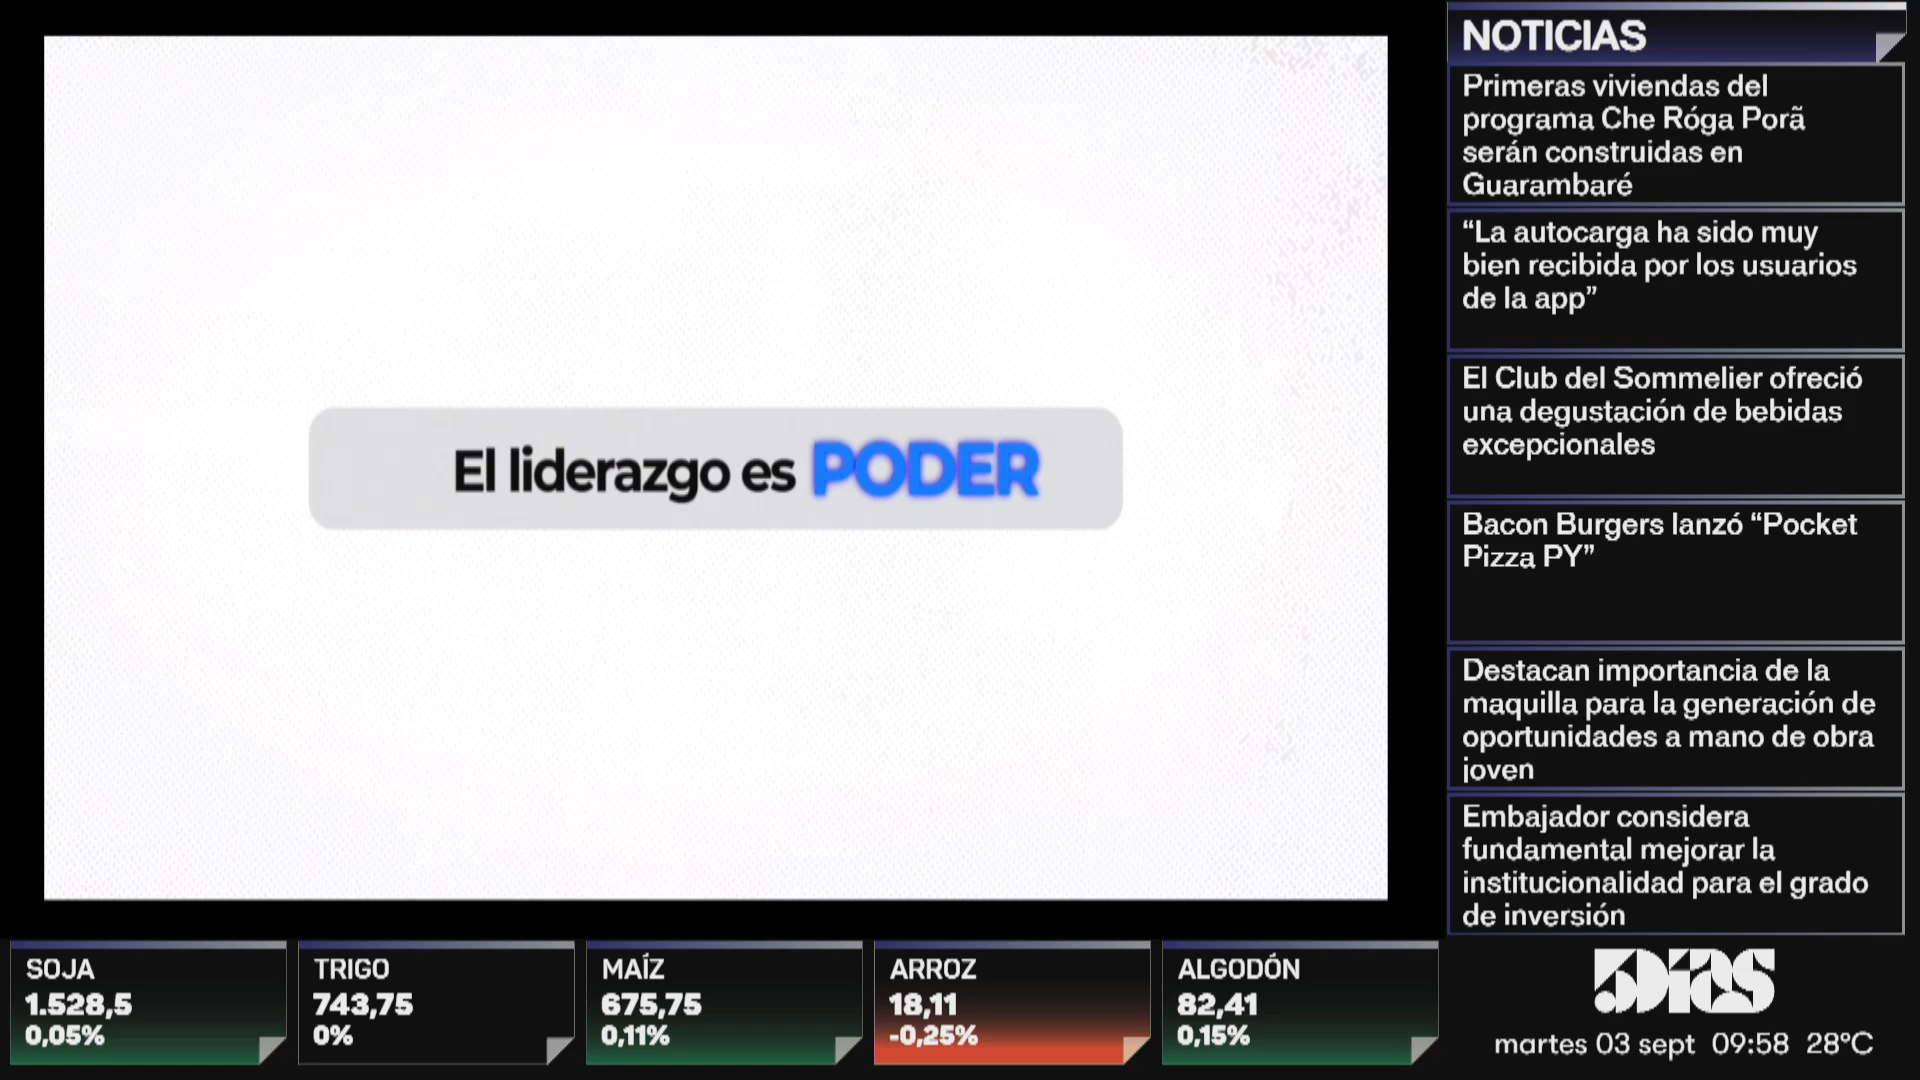 El liderazgo es PODER
NOTICIAS
Primeras viviendas del
programa Che Róga Porã
serán construidas en
Guarambaré
“La autocarga ha sido muy
bien recibida por los usuarios
de la app”
El Club del Sommelier ofreció
una degustación de bebidas
excepcionales
Bacon Burgers lanzó “Pocket
Pizza PY”
Destacan importancia de la
maquilla para la generación de
oportunidades a mano de obra
joven
Embajador considera
fundamental mejorar la
institucionalidad para el grado
de inversión
SOJA
1.528,5
0,05%
TRIGO
743,75
0%
MAÍZ
675,75
0,11%
ARROZ
18,11
-0,25%
ALGODÓN
82,41
0,15%
5DIAS
martes 03 sept 09:58 28°C